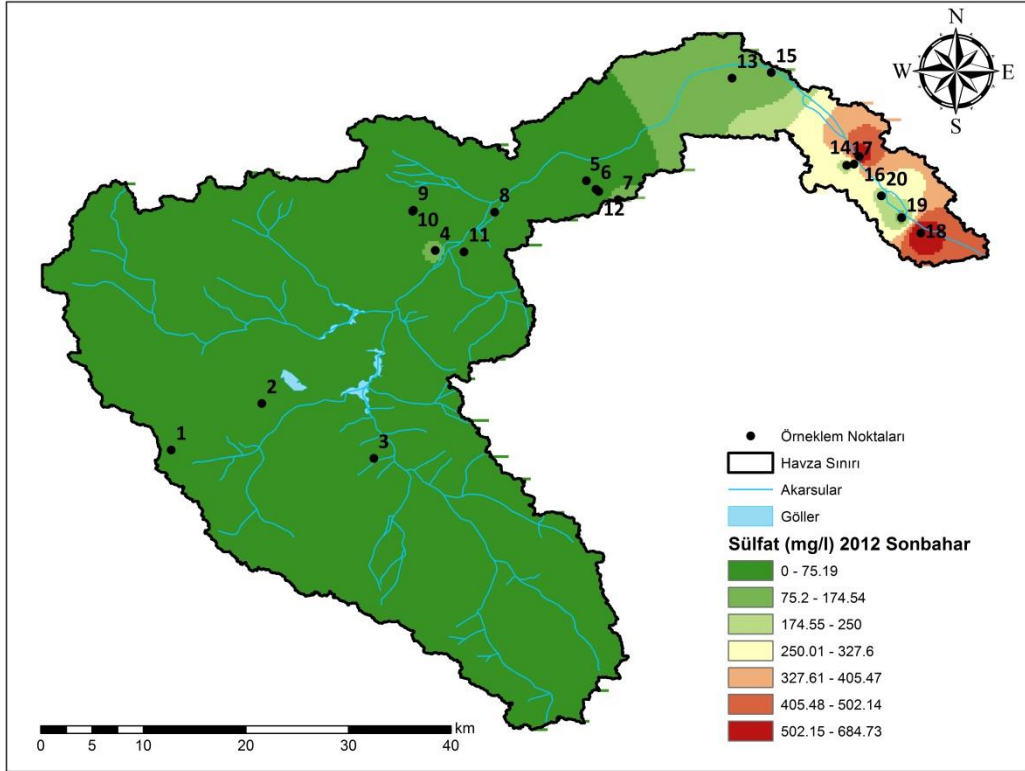 N
W
E
S
13
15
14
17
16
20
19
18
5
6
7
12
8
9
10
4
11
2
1
3
Örneklem Noktaları
Havza Sınırı
Akarsular
Göller
Sülfat (mg/l) 2012 Sonbahar
0 - 75.19
75.2 - 174.54
174.55 - 250
250.01 - 327.6
327.61 - 405.47
405.48 - 502.14
502.15 - 684.73
km
0 5 10 20 30 40